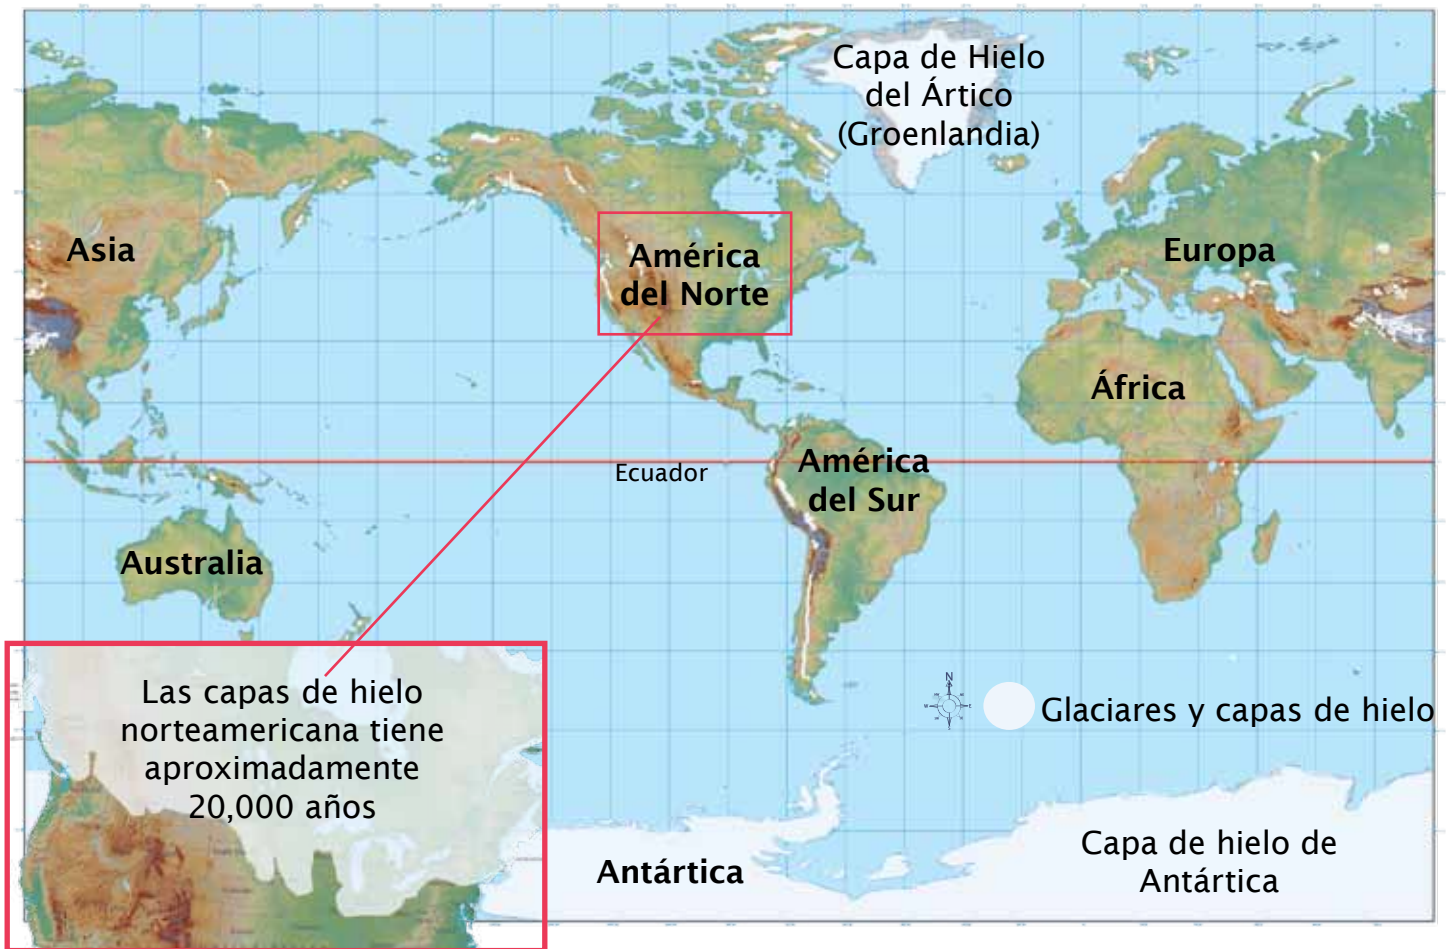 Capa de Hielo
del Ártico
(Groenlandia)
Asia
América
del Norte
Europa
África
Ecuador
América
del Sur
Australia
Las capas de hielo
norteamericana tiene
aproximadamente
20,000 años
N
Glaciares y capas de hielo
Antártica
Capa de hielo de
Antártica